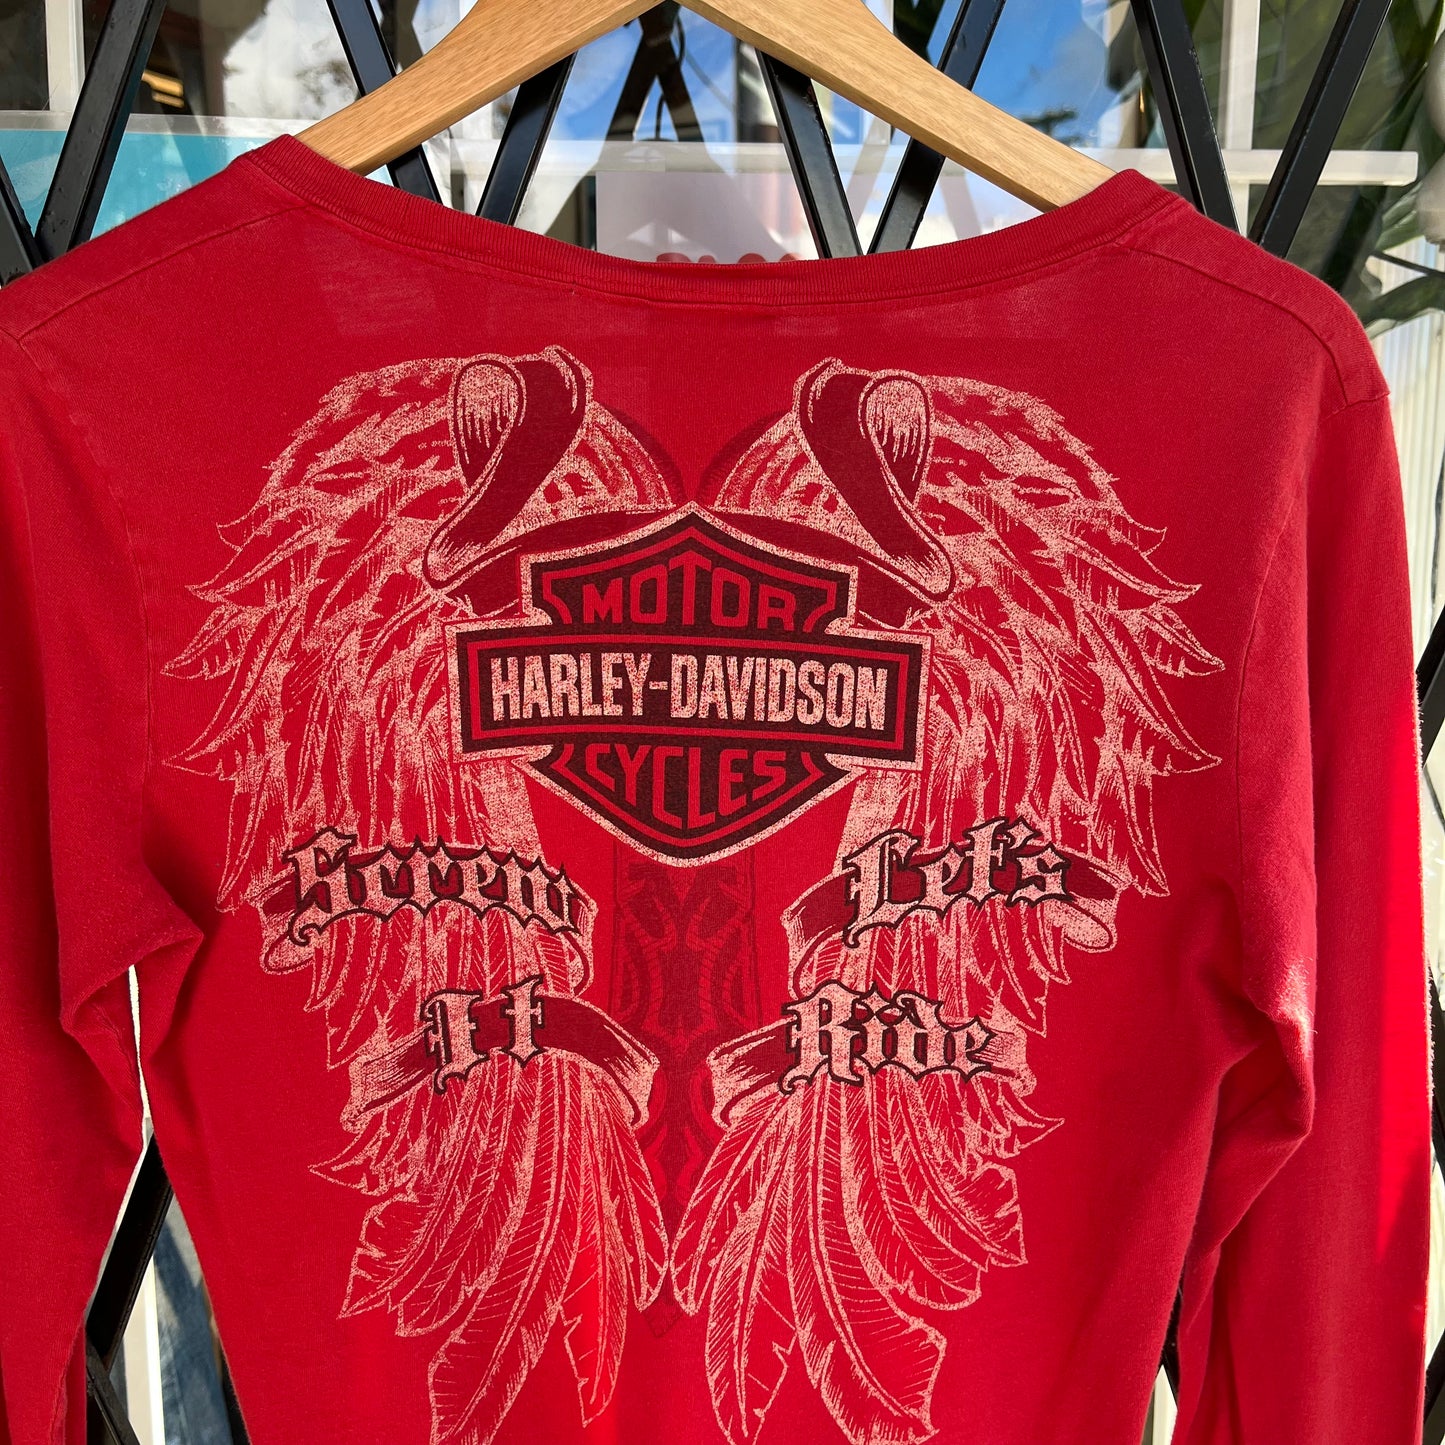 MOTOR
HARLEY-DAVIDSON
CYCLES
Screw Let's
It Ride